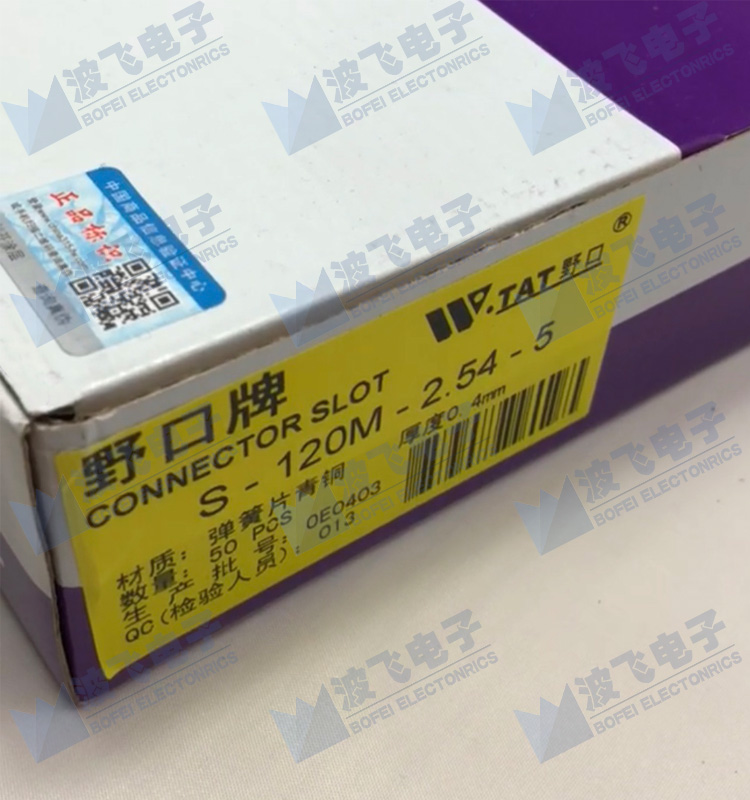 波飞电子
BOFEI ELECTONRICS
正品标识
W.TAT野口®
野口牌
CONNECTOR SLOT
S - 120M - 2.54 - 5
厚度0.4mm
材质: 弹簧片青铜
数量: 50 PCS
生产批号: 0E0403
QC(检验人员): 013